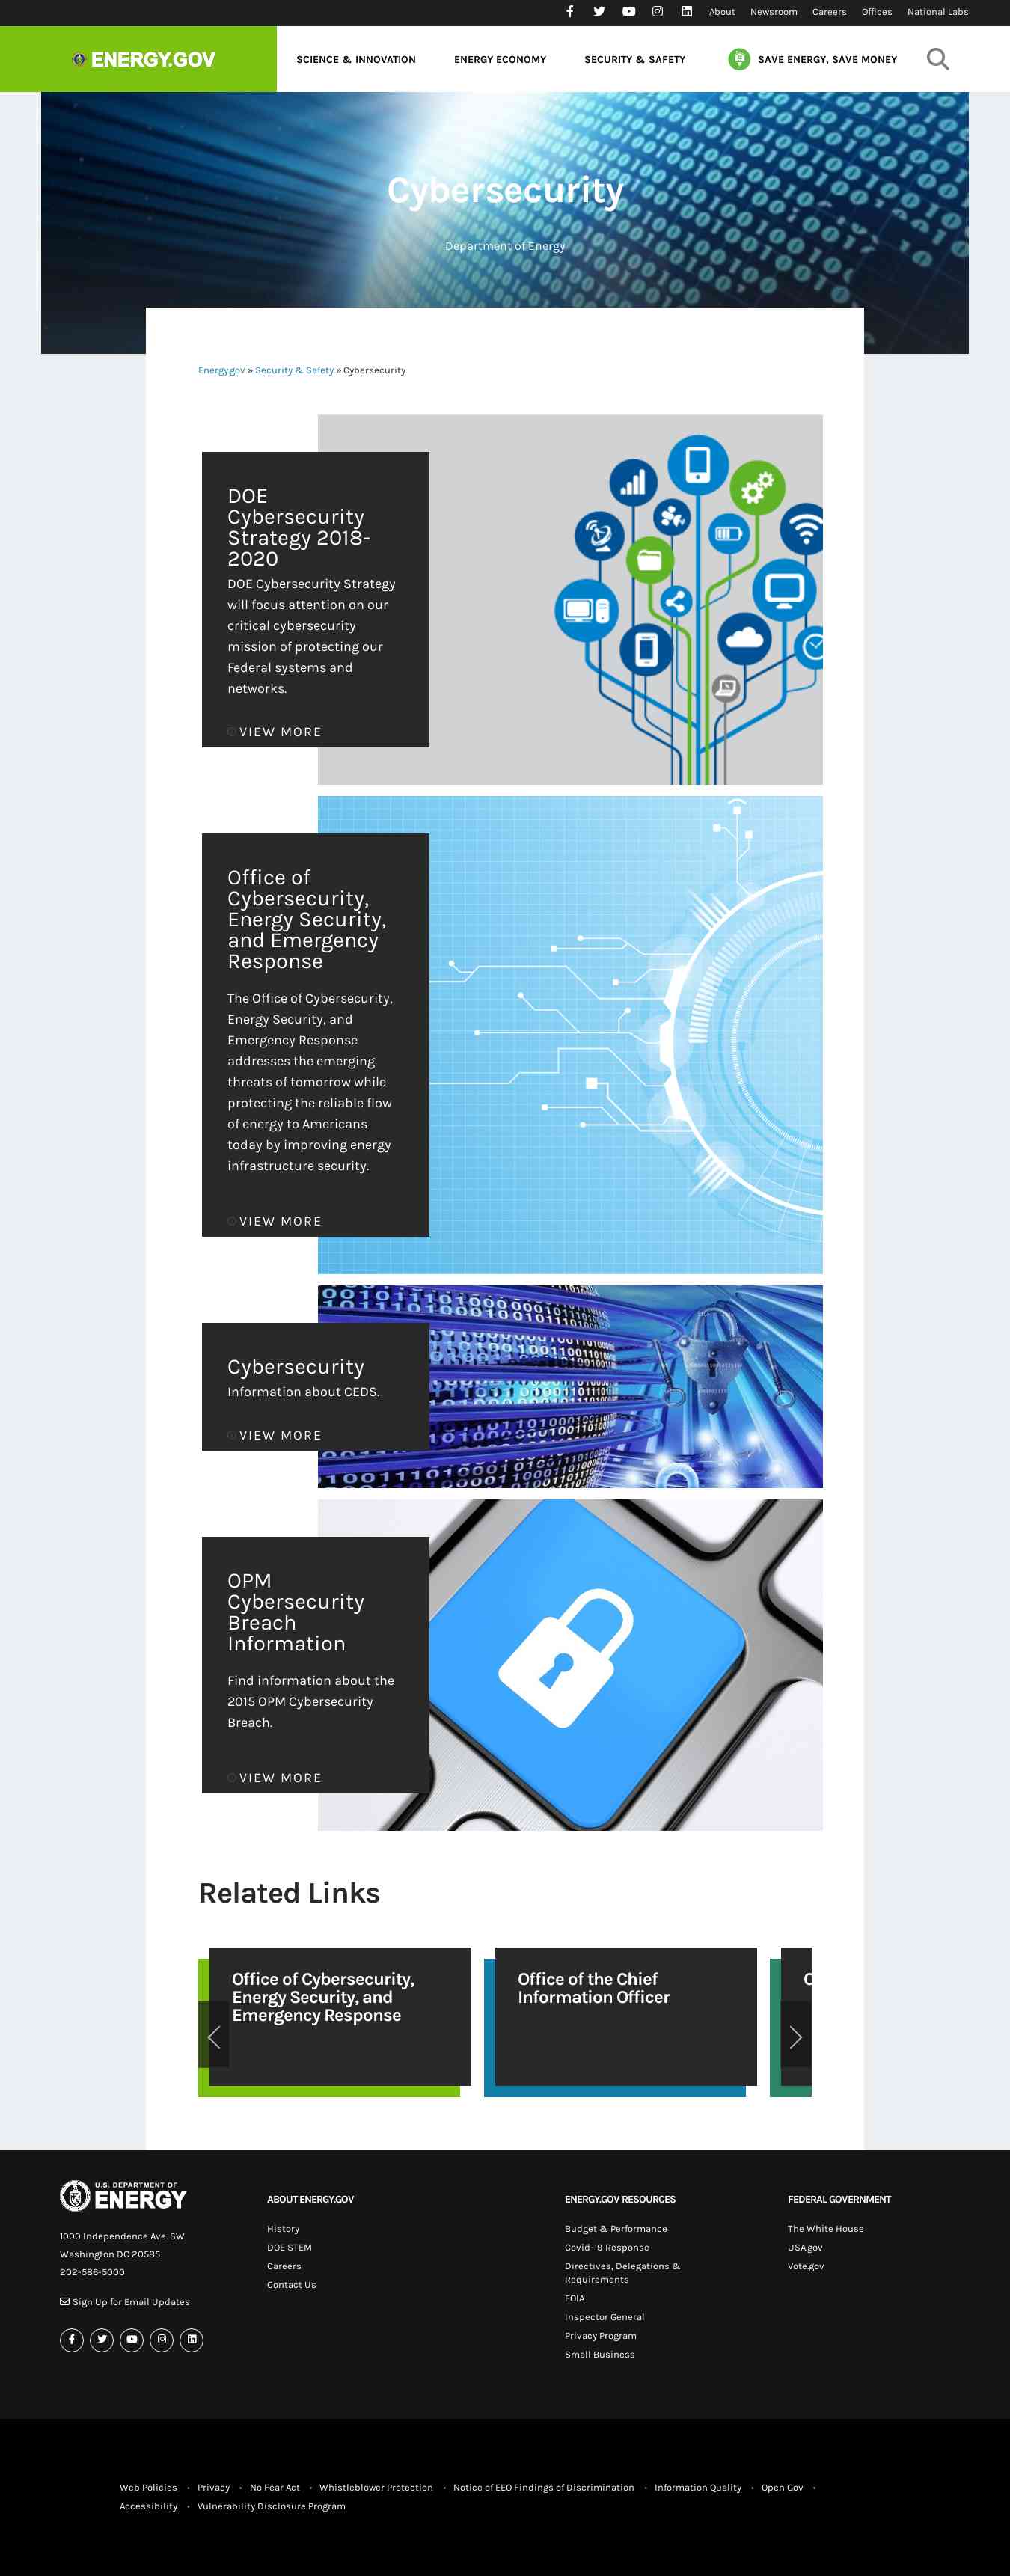 About Newsroom Careers Offices National Labs
ENERGY.GOV
SCIENCE & INNOVATION ENERGY ECONOMY SECURITY & SAFETY SAVE ENERGY, SAVE MONEY
Cybersecurity
Department of Energy
Energy.gov » Security & Safety » Cybersecurity
DOE
Cybersecurity
Strategy 2018-
2020
DOE Cybersecurity Strategy
will focus attention on our
critical cybersecurity
mission of protecting our
Federal systems and
networks.
VIEW MORE
Office of
Cybersecurity,
Energy Security,
and Emergency
Response
The Office of Cybersecurity,
Energy Security, and
Emergency Response
addresses the emerging
threats of tomorrow while
protecting the reliable flow
of energy to Americans
today by improving energy
infrastructure security.
VIEW MORE
Cybersecurity
Information about CEDS.
VIEW MORE
OPM
Cybersecurity
Breach
Information
Find information about the
2015 OPM Cybersecurity
Breach.
VIEW MORE
Related Links
Office of Cybersecurity,
Energy Security, and
Emergency Response
Office of the Chief
Information Officer
U.S. DEPARTMENT OF
ENERGY
1000 Independence Ave. SW
Washington DC 20585
202-586-5000
Sign Up for Email Updates
ABOUT ENERGY.GOV
History
DOE STEM
Careers
Contact Us
ENERGY.GOV RESOURCES
Budget & Performance
Covid-19 Response
Directives, Delegations &
Requirements
FOIA
Inspector General
Privacy Program
Small Business
FEDERAL GOVERNMENT
The White House
USA.gov
Vote.gov
Web Policies • Privacy • No Fear Act • Whistleblower Protection • Notice of EEO Findings of Discrimination • Information Quality • Open Gov •
Accessibility • Vulnerability Disclosure Program